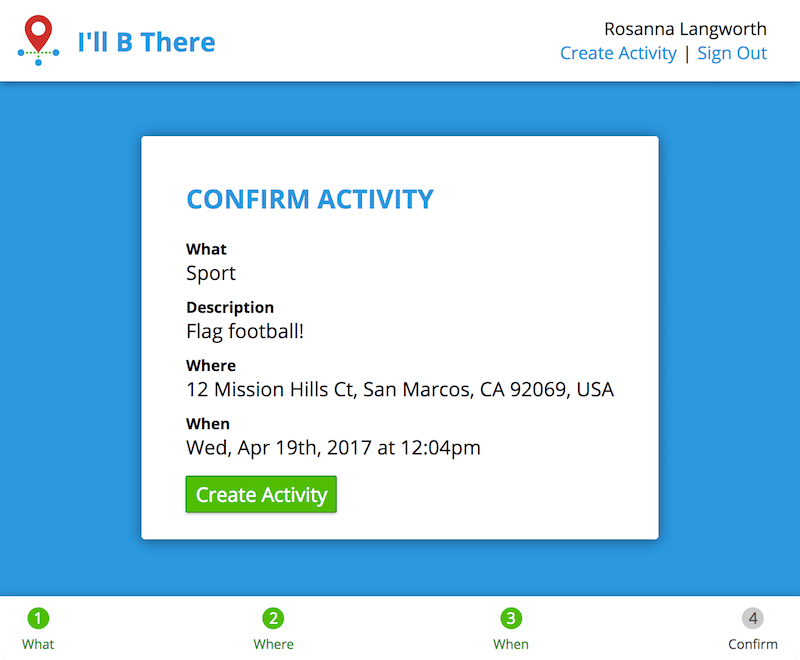 I'll B There
Rosanna Langworth
Create Activity | Sign Out
CONFIRM ACTIVITY
What
Sport
Description
Flag football!
Where
12 Mission Hills Ct, San Marcos, CA 92069, USA
When
Wed, Apr 19th, 2017 at 12:04pm
Create Activity
1 2 3 4
What Where When Confirm